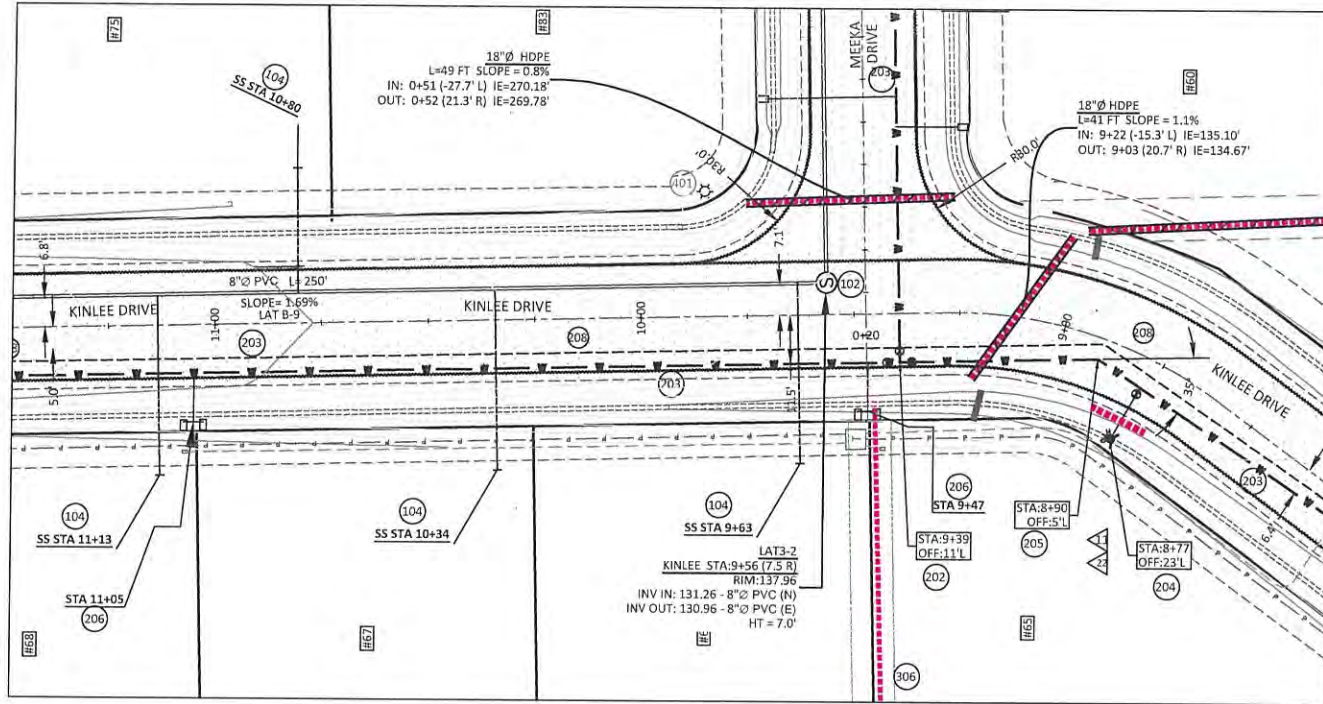 #75
#83
18"Ø HDPE
L=49 FT SLOPE = 0.8%
IN: 0+51 (-27.7' L) IE=270.18'
OUT: 0+52 (21.3' R) IE=269.78'
MEEKA
DRIVE
203
#60
18"Ø HDPE
L=41 FT SLOPE = 1.1%
IN: 9+22 (-15.3' L) IE=135.10'
OUT: 9+03 (20.7' R) IE=134.67'
104
SS STA 10+80
401
R30.0'
R30.0'
6.8'
7.1'
8"Ø PVC L= 250'
SLOPE= 1.69%
LAT B-9
KINLEE DRIVE
KINLEE DRIVE
S
102
11+00
10+00
0+20
9+00
203
208
208
203
5.0'
11.5'
35'
KINLEE DRIVE
203
6.4'
T
104
SS STA 11+13
104
SS STA 10+34
104
SS STA 9+63
206
STA 9+47
STA:9+39
OFF:11'L
202
STA:8+90
OFF:5'L
205
11
22
STA:8+77
OFF:23'L
204
LAT3-2
KINLEE STA:9+56 (7.5 R)
RIM:137.96
INV IN: 131.26 - 8"Ø PVC (N)
INV OUT: 130.96 - 8"Ø PVC (E)
HT = 7.0'
STA 11+05
206
#68
#67
#65
306